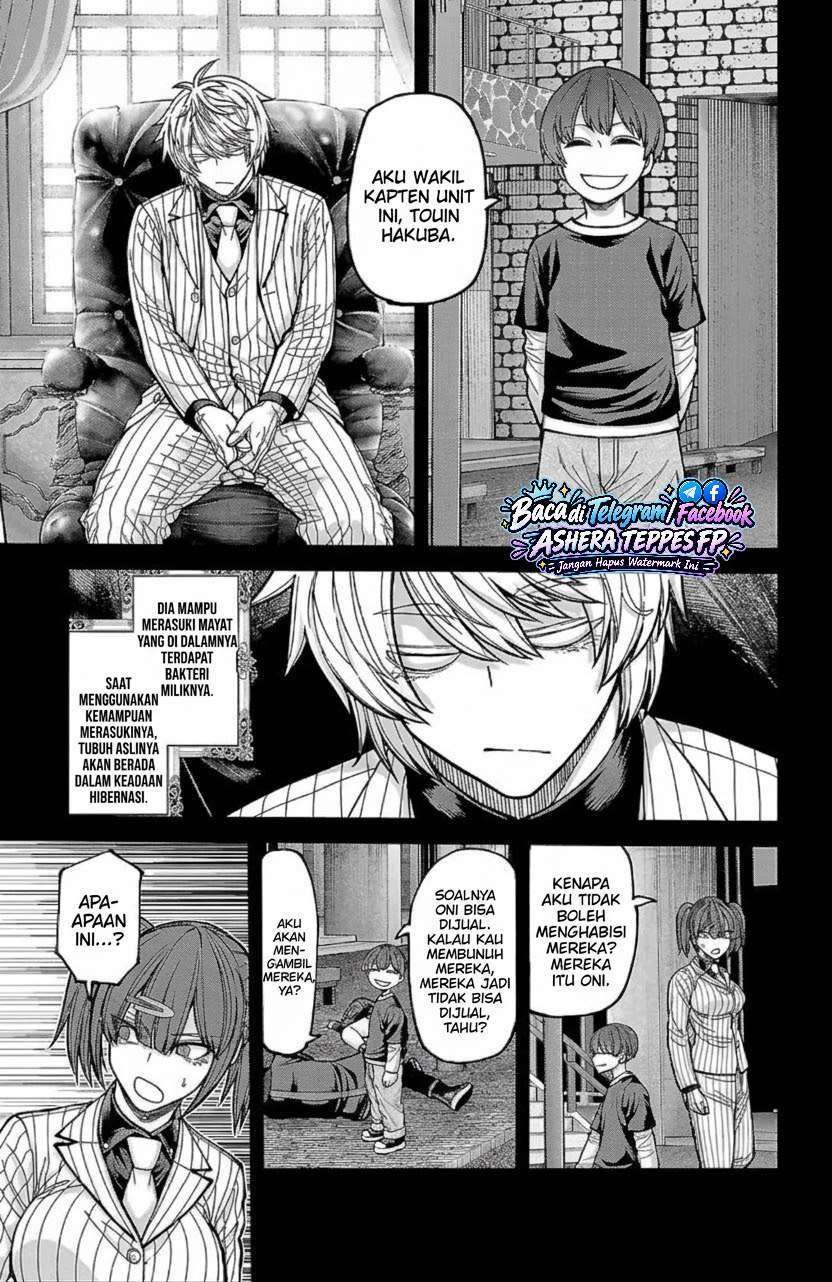 AKU WAKIL
KAPTEN UNIT
INI, TOUIN
HAKUBA.
Baca di Telegram/Facebook
ASHERA TEPPES FP
Jangan Hapus Watermark Ini
DIA MAMPU
MERASUKI MAYAT
YANG DI DALAMNYA
TERDAPAT
BAKTERI
MILIKNYA.
SAAT
MENGGUNAKAN
KEMAMPUAN
MERASUKINYA,
TUBUH ASLINYA
AKAN BERADA
DALAM KEADAAN
HIBERNASI.
KENAPA
AKU TIDAK
BOLEH
MENGHABISI
MEREKA?
MEREKA
ITU ONI.
SOALNYA
ONI BISA
DIJUAL.
KALAU KAU
MEMBUNUH
MEREKA,
MEREKA JADI
TIDAK BISA
DIJUAL,
TAHU?
AKU
AKAN
MEN-
GAMBIL
MEREKA,
YA?
APA-
APAAN
INI...?